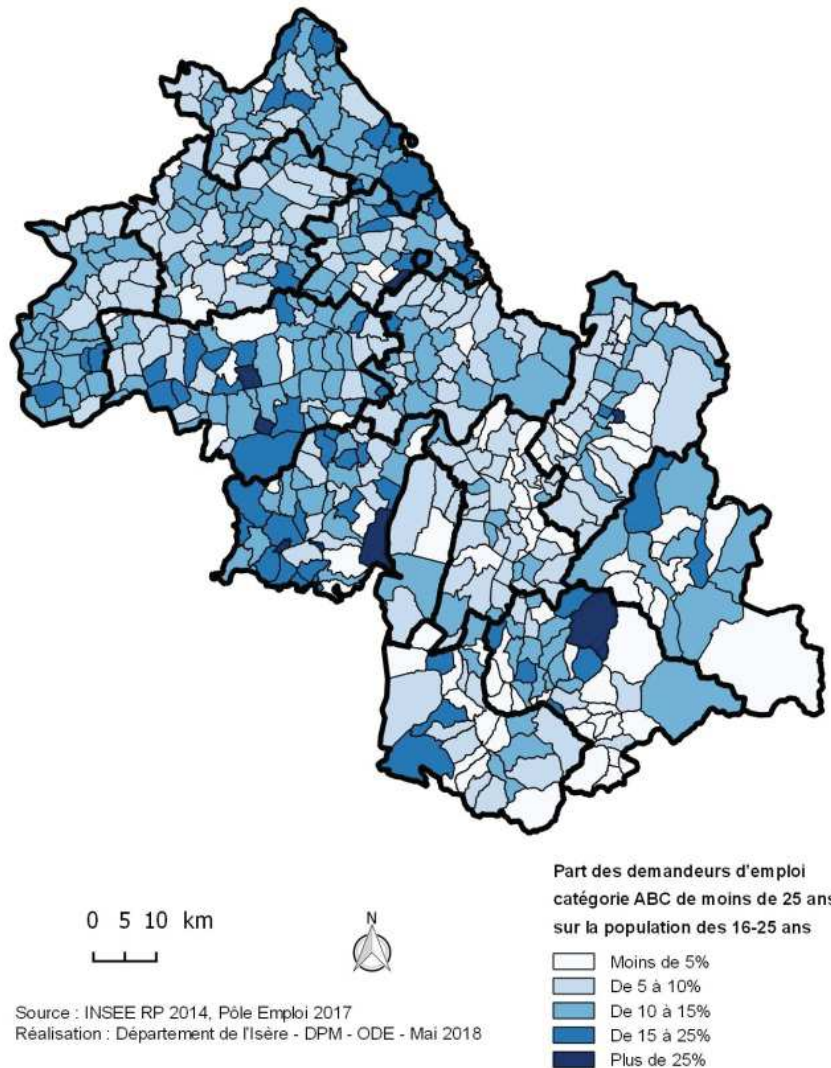 Part des demandeurs d'emploi
catégorie ABC de moins de 25 ans
sur la population des 16-25 ans
Moins de 5%
De 5 à 10%
De 10 à 15%
De 15 à 25%
Plus de 25%
0 5 10 km
N
Source : INSEE RP 2014, Pôle Emploi 2017
Réalisation : Département de l'Isère - DPM - ODE - Mai 2018